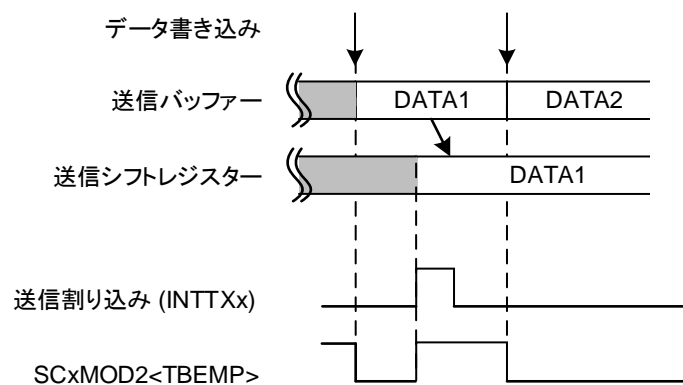 データ書き込み
送信バッファー
DATA1
DATA2
送信シフトレジスター
DATA1
送信割り込み (INTTXx)
SCxMOD2<TBEMP>